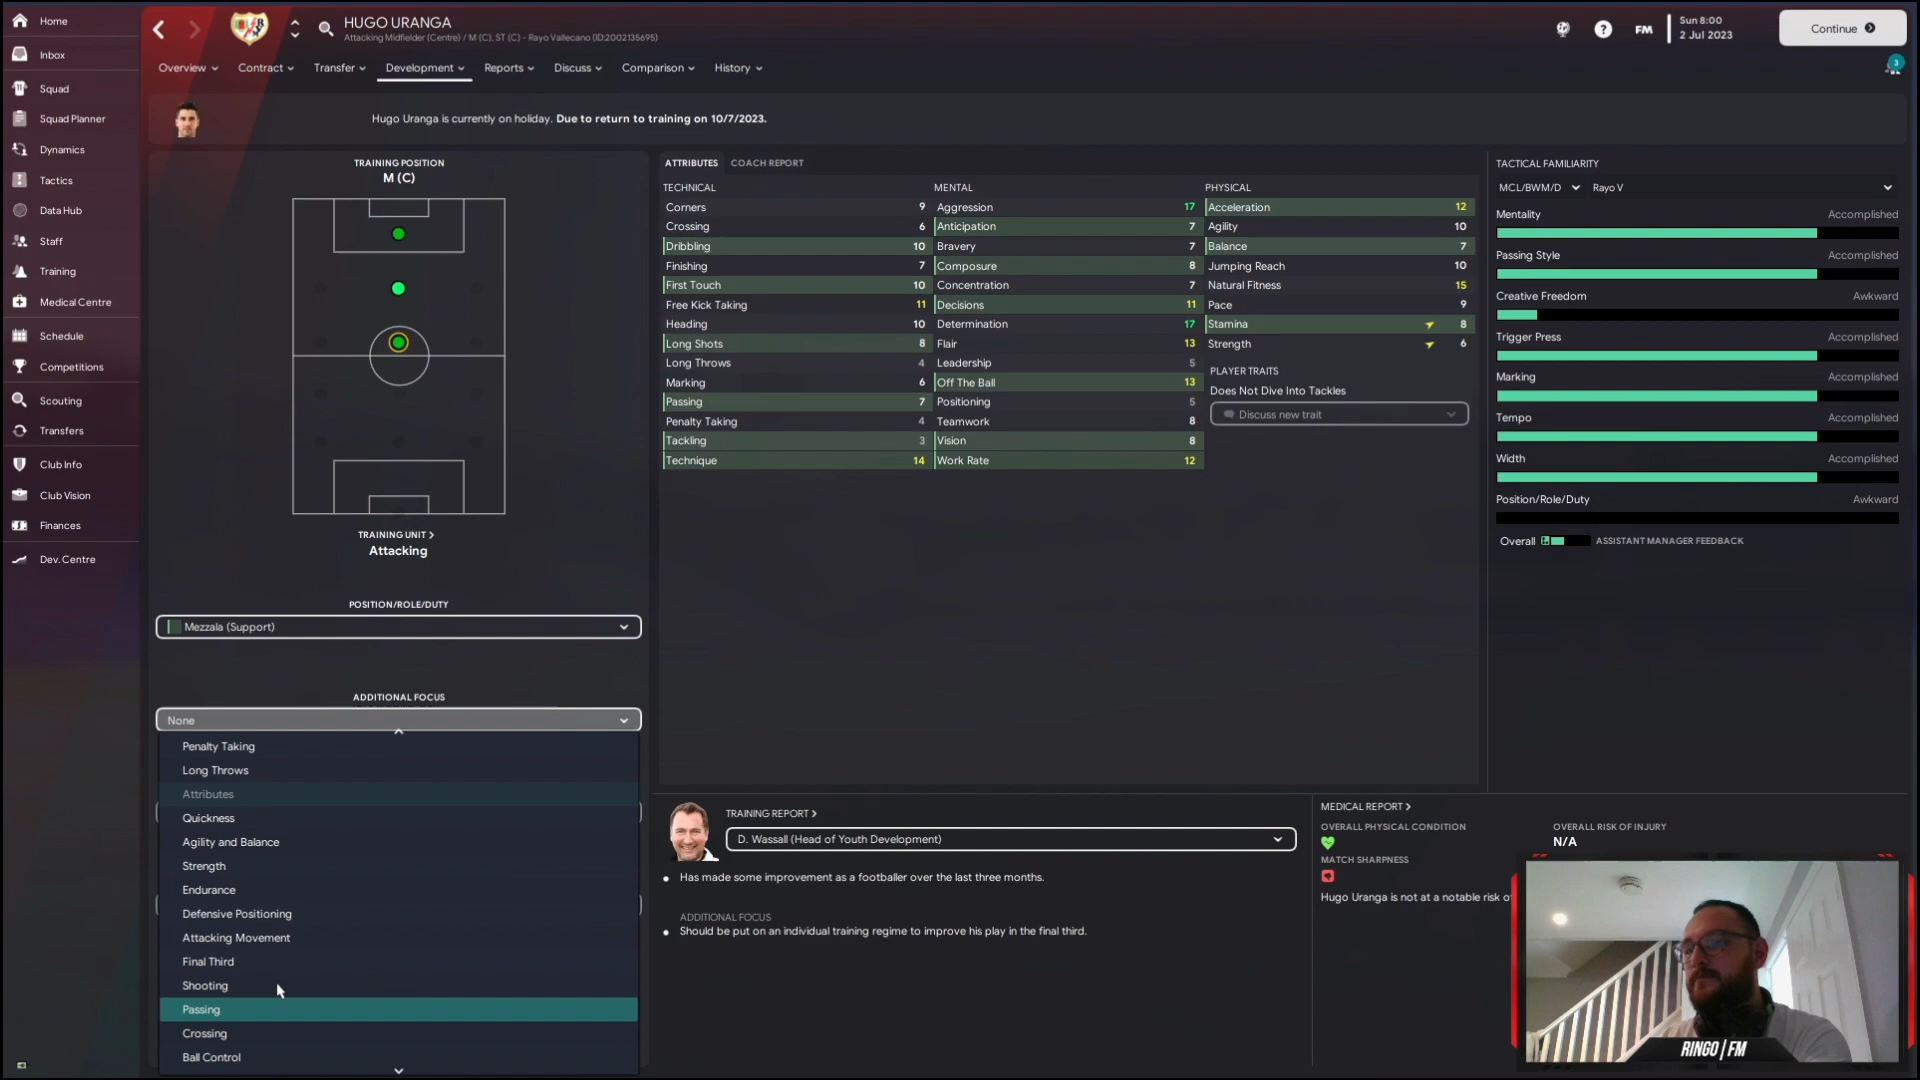 Home
Inbox
Squad
Squad Planner
Dynamics
Tactics
Data Hub
Staff
Training
Medical Centre
Schedule
Competitions
Scouting
Transfers
Club Info
Club Vision
Finances
Dev. Centre
HUGO URANGA
Attacking Midfielder (Centre) / M (C), ST (C) - Rayo Vallecano (ID:2002135695)
FM
Sun 8:00
2 Jul 2023
Continue
Overview
Contract
Transfer
Development
Reports
Discuss
Comparison
History
3
Hugo Uranga is currently on holiday. Due to return to training on 10/7/2023.
TRAINING POSITION
M (C)
TRAINING UNIT
Attacking
POSITION/ROLE/DUTY
Mezzala (Support)
ADDITIONAL FOCUS
None
Penalty Taking
Long Throws
Attributes
Quickness
Agility and Balance
Strength
Endurance
Defensive Positioning
Attacking Movement
Final Third
Shooting
Passing
Crossing
Ball Control
ATTRIBUTES
COACH REPORT
TECHNICAL
Corners 9
Crossing 6
Dribbling 10
Finishing 7
First Touch 10
Free Kick Taking 11
Heading 10
Long Shots 8
Long Throws 4
Marking 6
Passing 7
Penalty Taking 4
Tackling 3
Technique 14
MENTAL
Aggression 17
Anticipation 7
Bravery 7
Composure 8
Concentration 7
Decisions 11
Determination 17
Flair 13
Leadership 5
Off The Ball 13
Positioning 5
Teamwork 8
Vision 8
Work Rate 12
PHYSICAL
Acceleration 12
Agility 10
Balance 7
Jumping Reach 10
Natural Fitness 15
Pace 9
Stamina 8
Strength 6
PLAYER TRAITS
Does Not Dive Into Tackles
Discuss new trait
TACTICAL FAMILIARITY
MCL/BWM/D
Rayo V
Mentality Accomplished
Passing Style Accomplished
Creative Freedom Awkward
Trigger Press Accomplished
Marking Accomplished
Tempo Accomplished
Width Accomplished
Position/Role/Duty Awkward
Overall
ASSISTANT MANAGER FEEDBACK
TRAINING REPORT
D. Wassall (Head of Youth Development)
Has made some improvement as a footballer over the last three months.
ADDITIONAL FOCUS
Should be put on an individual training regime to improve his play in the final third.
MEDICAL REPORT
OVERALL PHYSICAL CONDITION
MATCH SHARPNESS
OVERALL RISK OF INJURY
N/A
Hugo Uranga is not at a notable risk
RINGO|FM